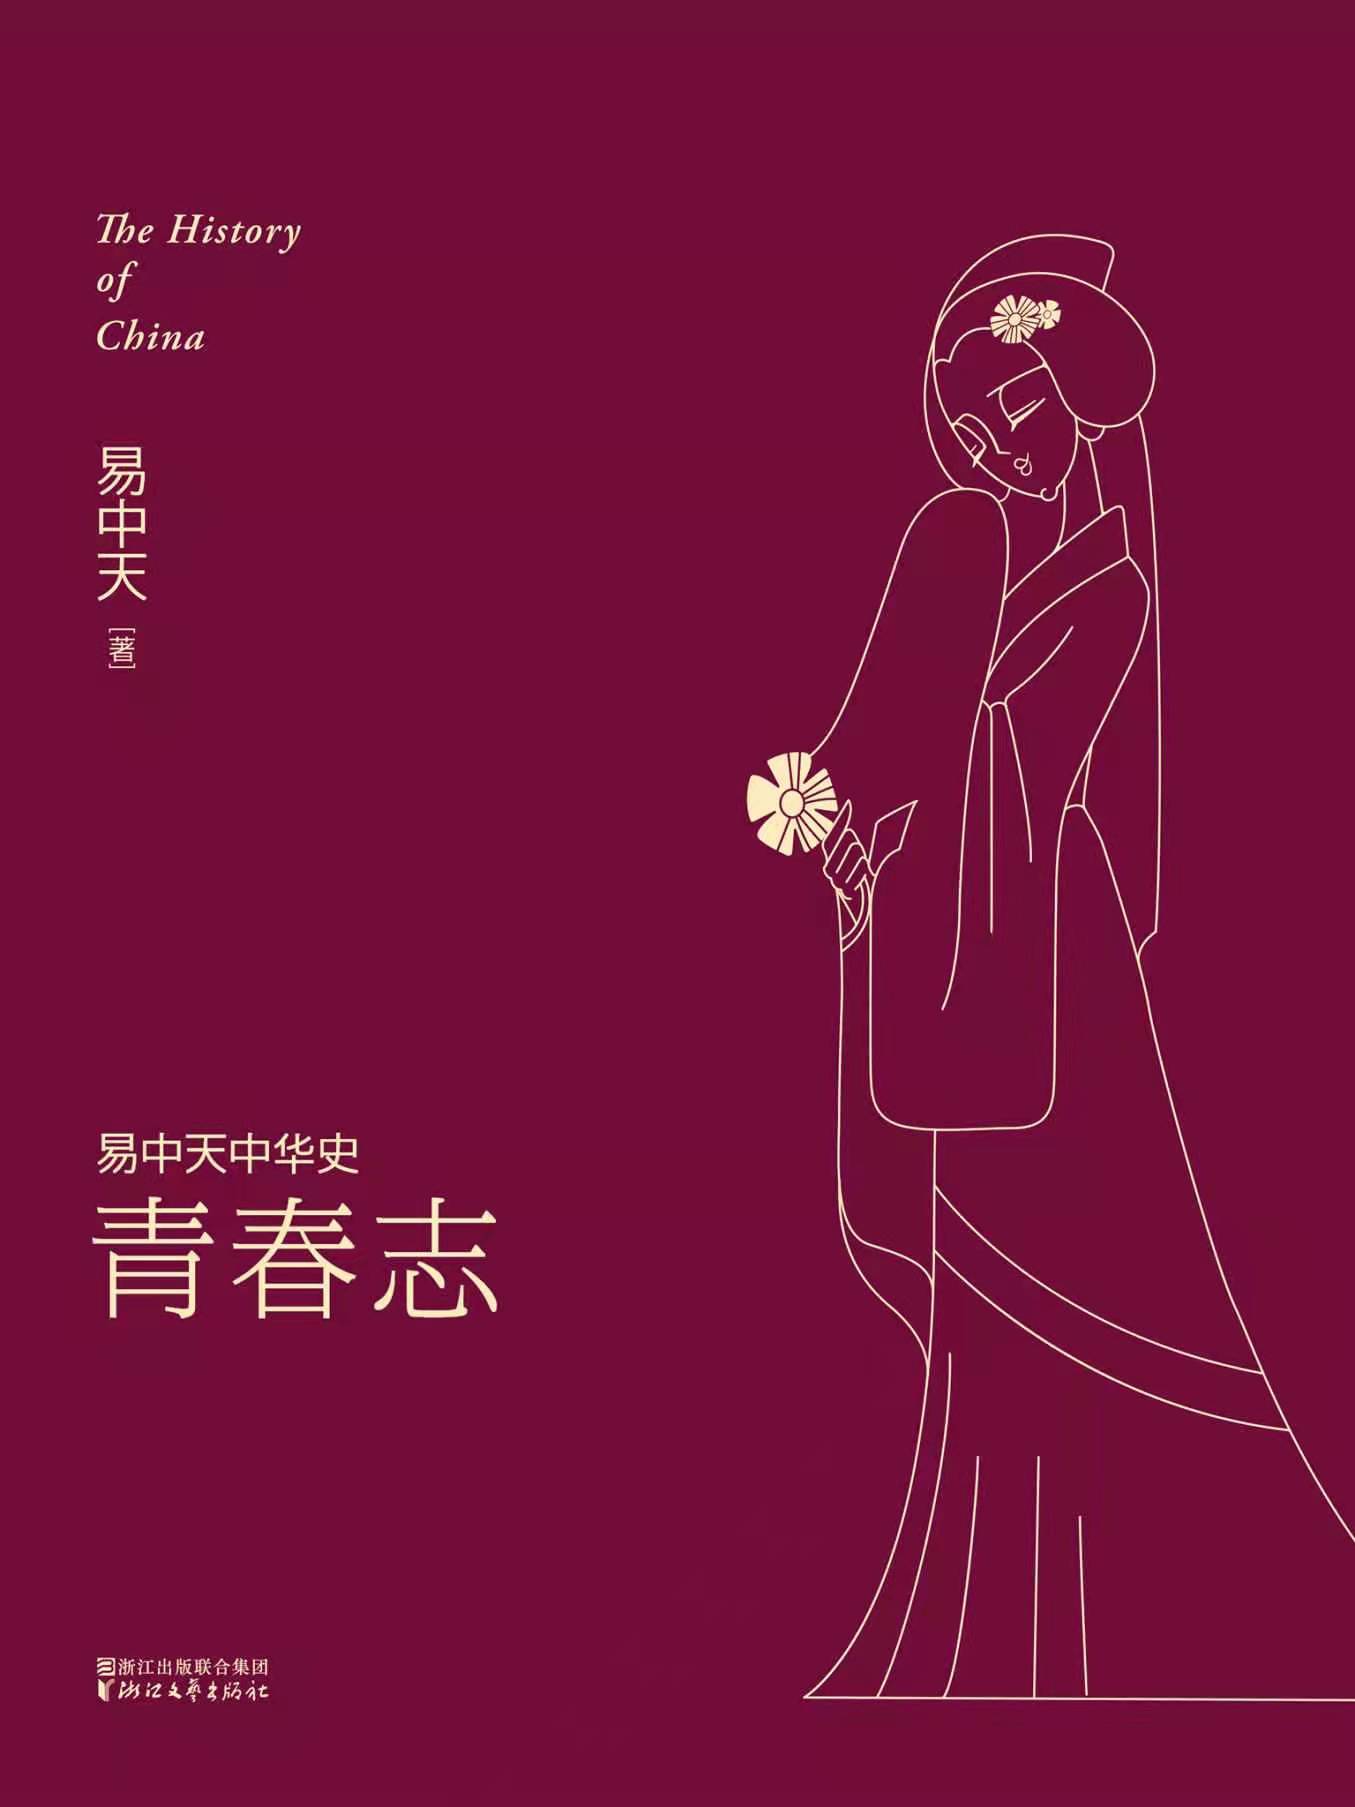 The History
of
China
易中天
[著]
易中天中华史
青春志
浙江出版联合集团
浙江文艺出版社